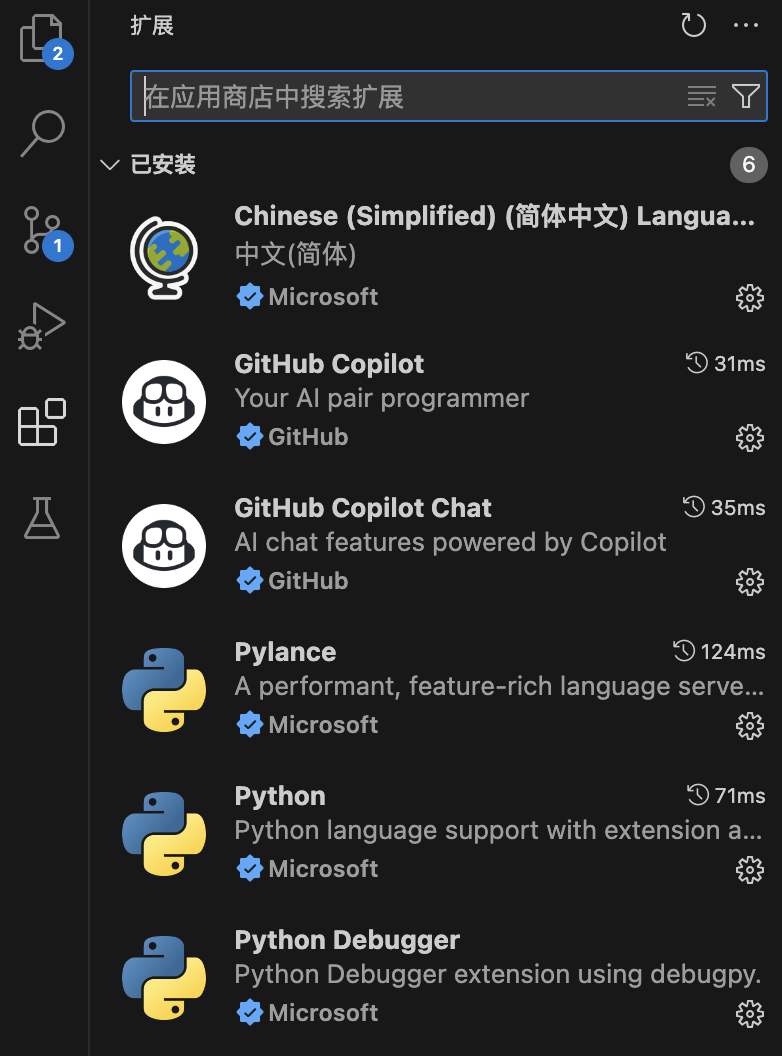 扩展
2
在应用商店中搜索扩展
已安装
6
Chinese (Simplified) (简体中文) Langua...
中文(简体)
Microsoft
1
GitHub Copilot
31ms
Your AI pair programmer
GitHub
GitHub Copilot Chat
35ms
AI chat features powered by Copilot
GitHub
Pylance
124ms
A performant, feature-rich language serve...
Microsoft
Python
71ms
Python language support with extension a...
Microsoft
Python Debugger
Python Debugger extension using debugpy.
Microsoft